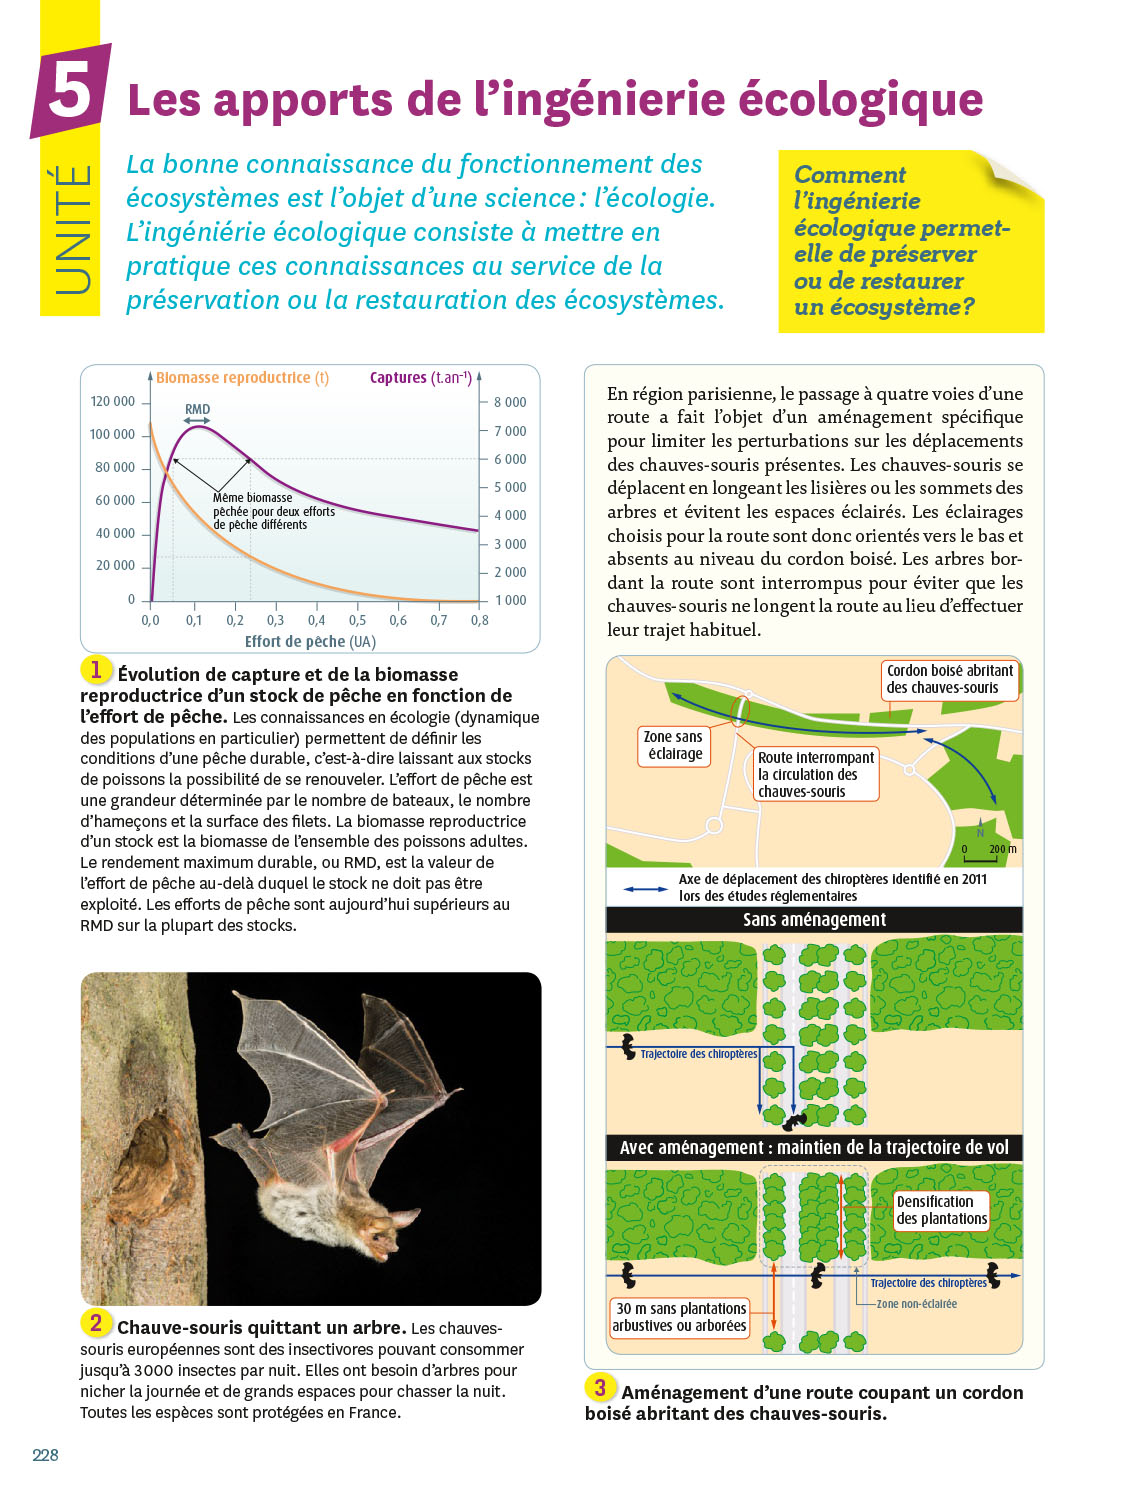 5
UNITÉ
Les apports de l’ingénierie écologique
La bonne connaissance du fonctionnement des
écosystèmes est l’objet d’une science : l’écologie.
L’ingéniérie écologique consiste à mettre en
pratique ces connaissances au service de la
préservation ou la restauration des écosystèmes.
Comment
l’ingénierie
écologique permet-
elle de préserver
ou de restaurer
un écosystème ?
Biomasse reproductrice (t)
Captures (t.an⁻¹)
RMD
120 000
100 000
80 000
60 000
40 000
20 000
0
8 000
7 000
6 000
5 000
4 000
3 000
2 000
1 000
Même biomasse
pêchée pour deux efforts
de pêche différents
0,0 0,1 0,2 0,3 0,4 0,5 0,6 0,7 0,8
Effort de pêche (UA)
1 Évolution de capture et de la biomasse
reproductrice d’un stock de pêche en fonction de
l’effort de pêche. Les connaissances en écologie (dynamique
des populations en particulier) permettent de définir les
conditions d’une pêche durable, c’est-à-dire laissant aux stocks
de poissons la possibilité de se renouveler. L’effort de pêche est
une grandeur déterminée par le nombre de bateaux, le nombre
d’hameçons et la surface des filets. La biomasse reproductrice
d’un stock est la biomasse de l’ensemble des poissons adultes.
Le rendement maximum durable, ou RMD, est la valeur de
l’effort de pêche au-delà duquel le stock ne doit pas être
exploité. Les efforts de pêche sont aujourd’hui supérieurs au
RMD sur la plupart des stocks.
2 Chauve-souris quittant un arbre. Les chauves-
souris européennes sont des insectivores pouvant consommer
jusqu’à 3 000 insectes par nuit. Elles ont besoin d’arbres pour
nicher la journée et de grands espaces pour chasser la nuit.
Toutes les espèces sont protégées en France.
En région parisienne, le passage à quatre voies d’une
route a fait l’objet d’un aménagement spécifique
pour limiter les perturbations sur les déplacements
des chauves-souris présentes. Les chauves-souris se
déplacent en longeant les lisières ou les sommets des
arbres et évitent les espaces éclairés. Les éclairages
choisis pour la route sont donc orientés vers le bas et
absents au niveau du cordon boisé. Les arbres bor-
dant la route sont interrompus pour éviter que les
chauves-souris ne longent la route au lieu d’effectuer
leur trajet habituel.
Cordon boisé abritant
des chauves-souris
Zone sans
éclairage
Route interrompant
la circulation des
chauves-souris
N
0 200 m
Axe de déplacement des chiroptères identifié en 2011
lors des études réglementaires
Sans aménagement
Trajectoire des chiroptères
Avec aménagement : maintien de la trajectoire de vol
Densification
des plantations
Trajectoire des chiroptères
Zone non-éclairée
30 m sans plantations
arbustives ou arborées
3 Aménagement d’une route coupant un cordon
boisé abritant des chauves-souris.
228